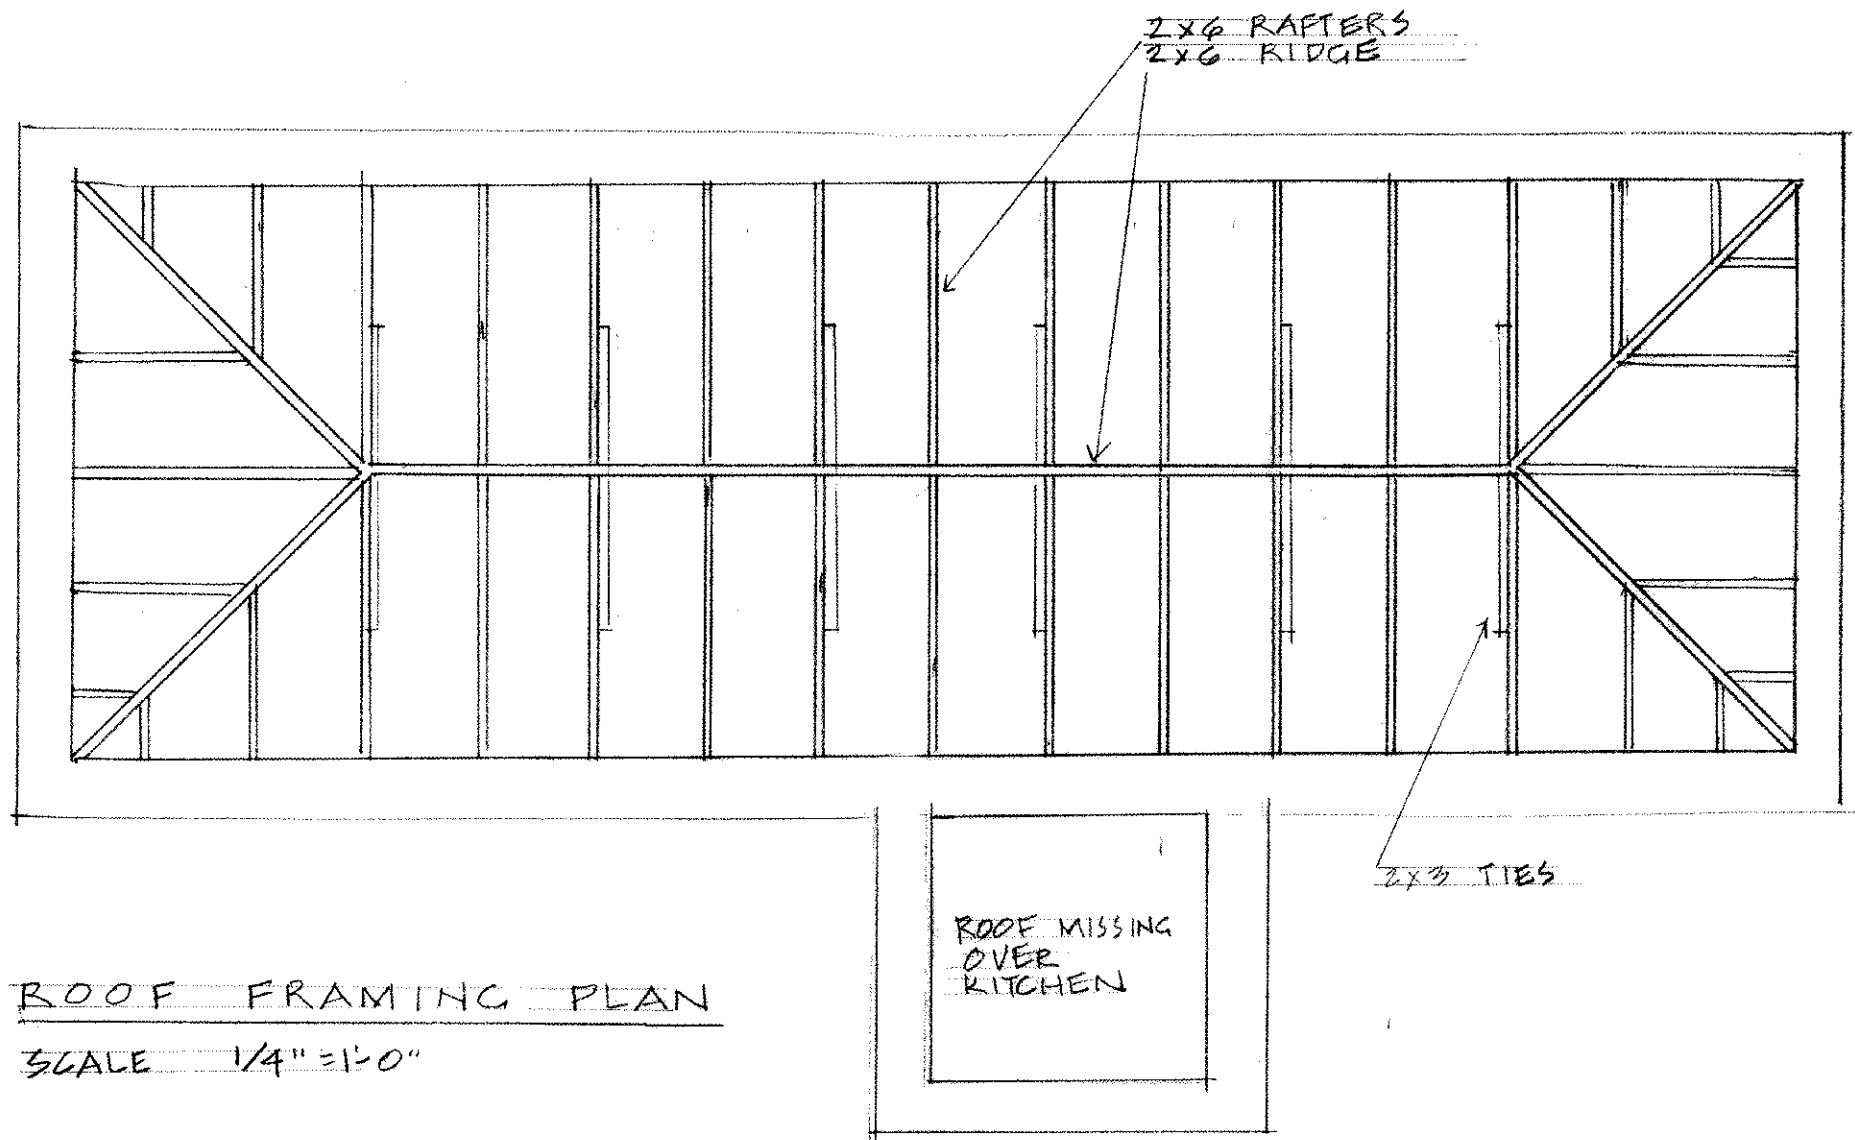 2x6 RAFTERS
2x6 RIDGE
2x3 TIES
ROOF MISSING
OVER
KITCHEN
ROOF FRAMING PLAN
SCALE 1/4"=1'-0"